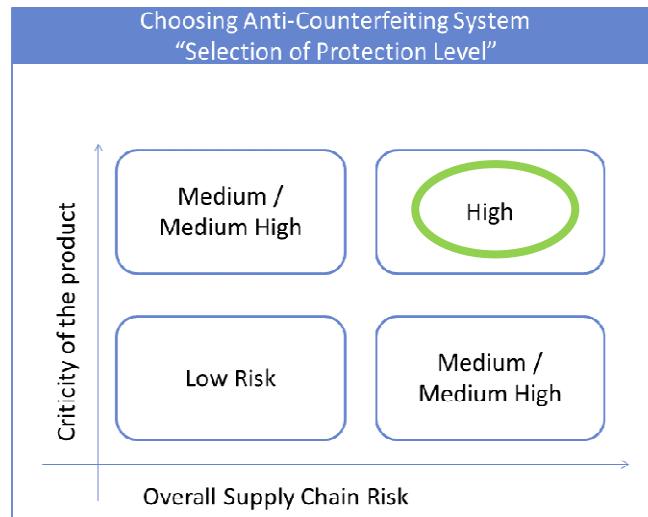 Choosing Anti-Counterfeiting System
“Selection of Protection Level”
Criticity of the product
Medium /
Medium High
High
Low Risk
Medium /
Medium High
Overall Supply Chain Risk